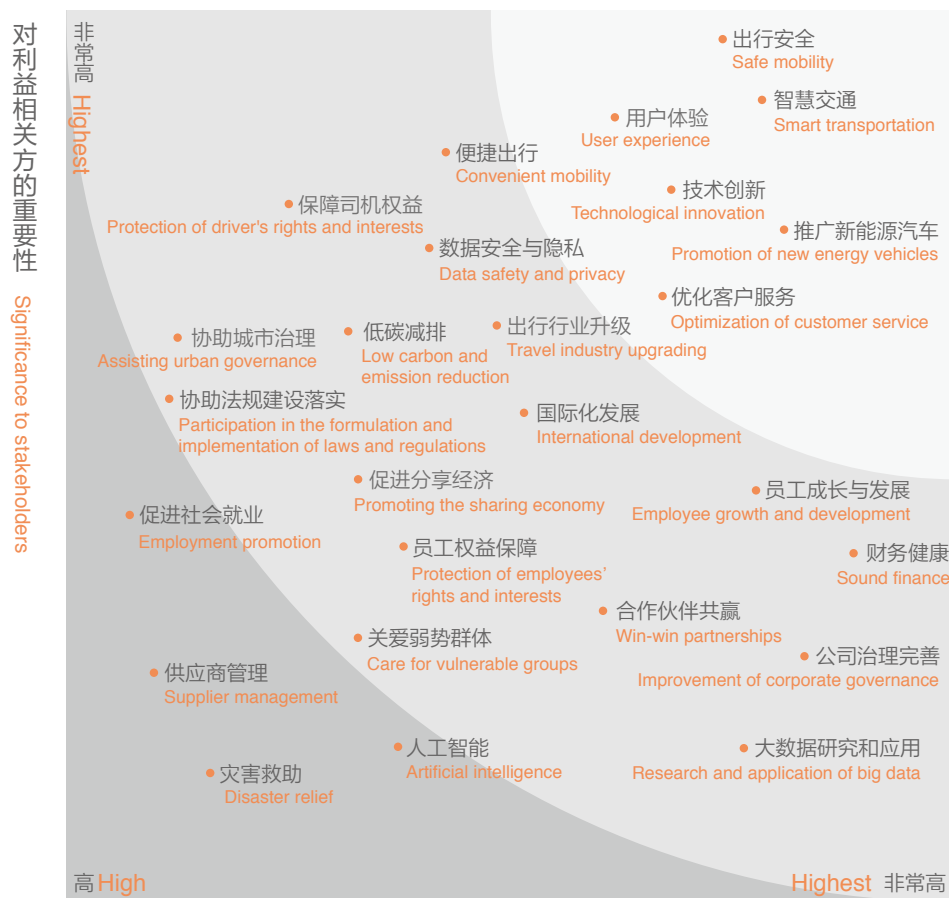 对利益相关方的重要性 Significance to stakeholders
非常高 Highest
出行安全
Safe mobility
智慧交通
Smart transportation
用户体验
User experience
便捷出行
Convenient mobility
技术创新
Technological innovation
保障司机权益
Protection of driver's rights and interests
推广新能源汽车
Promotion of new energy vehicles
数据安全与隐私
Data safety and privacy
优化客户服务
Optimization of customer service
出行行业升级
Travel industry upgrading
低碳减排
Low carbon and
emission reduction
协助城市治理
Assisting urban governance
协助法规建设落实
Participation in the formulation and
implementation of laws and regulations
国际化发展
International development
促进分享经济
Promoting the sharing economy
员工成长与发展
Employee growth and development
促进社会就业
Employment promotion
员工权益保障
Protection of employees’
rights and interests
财务健康
Sound finance
合作伙伴共赢
Win-win partnerships
关爱弱势群体
Care for vulnerable groups
公司治理完善
Improvement of corporate governance
供应商管理
Supplier management
人工智能
Artificial intelligence
大数据研究和应用
Research and application of big data
灾害救助
Disaster relief
高 High
Highest 非常高